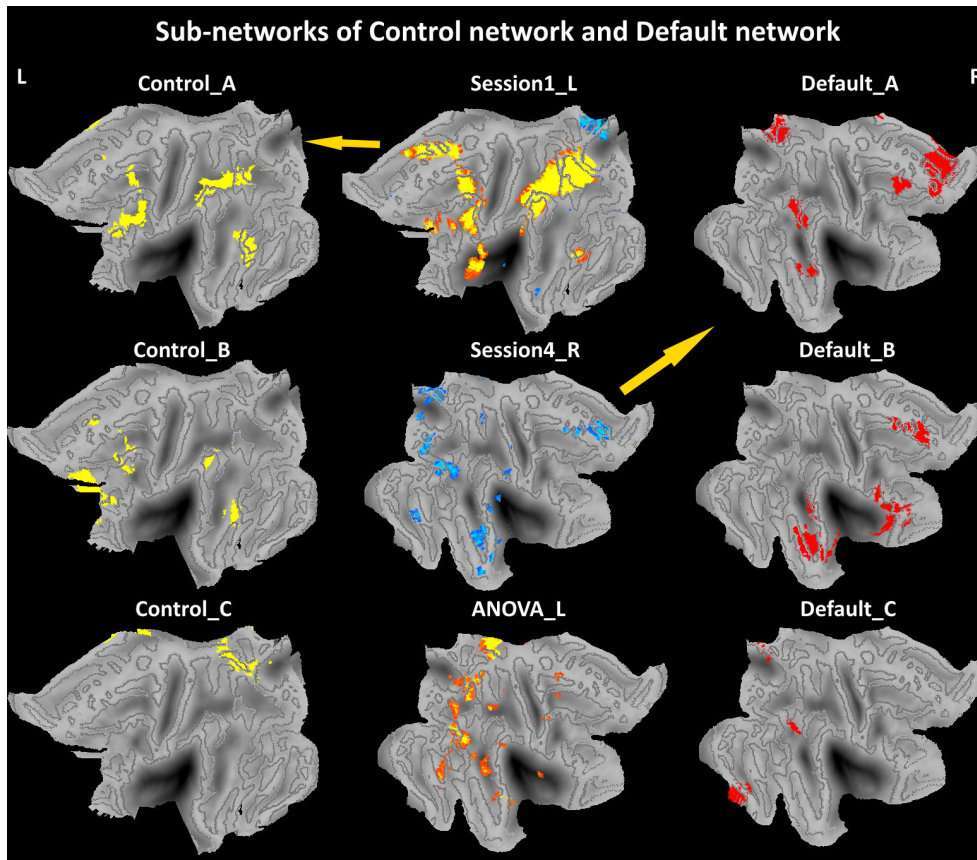 Sub-networks of Control network and Default network
L
R
Control_A
Session1_L
Default_A
Control_B
Session4_R
Default_B
Control_C
ANOVA_L
Default_C